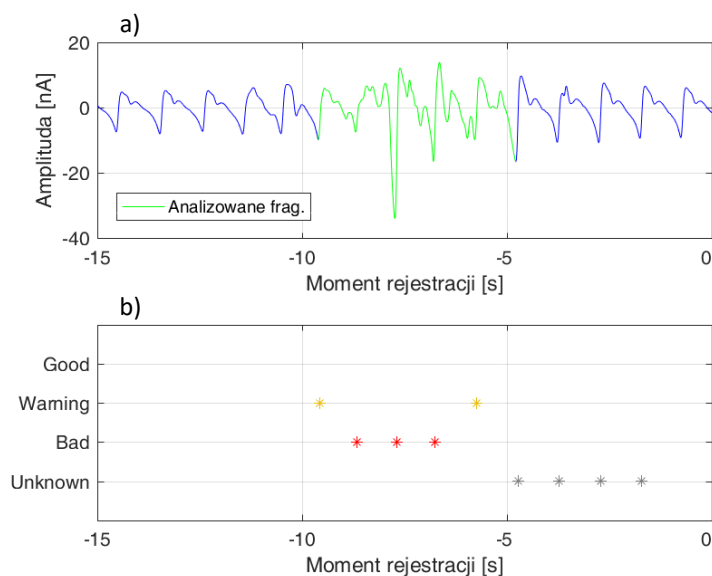 a)
20
0
-20
-40
Amplituda [nA]
Analizowane frag.
-15
-10
-5
0
Moment rejestracji [s]
b)
Good
Warning
Bad
Unknown
-15
-10
-5
0
Moment rejestracji [s]